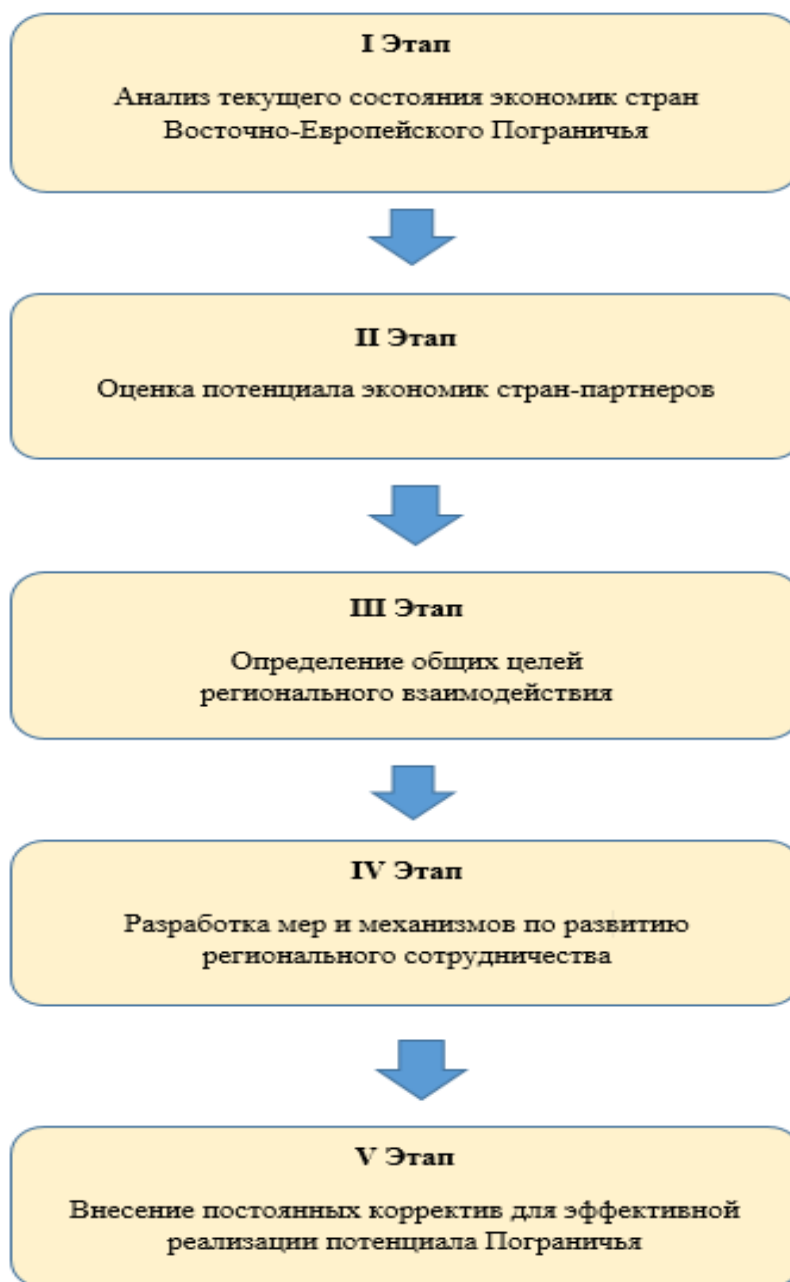 I Этап
Анализ текущего состояния экономик стран
Восточно-Европейского Пограничья
II Этап
Оценка потенциала экономик стран-партнеров
III Этап
Определение общих целей
регионального взаимодействия
IV Этап
Разработка мер и механизмов по развитию
регионального сотрудничества
V Этап
Внесение постоянных корректив для эффективной
реализации потенциала Пограничья